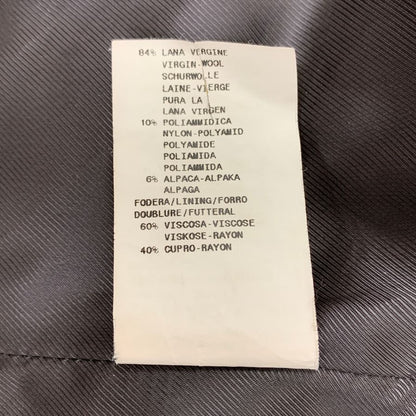 84% LANA VERGINE
VIRGIN-WOOL
SCHURWOLLE
LAINE-VIERGE
PURA LA
LANA VIRGEN
10% POLIAMMIDICA
NYLON-POLYAMID
POLYAMIDE
POLIAMIDA
POLIAMIDA
6% ALPACA-ALPAKA
ALPAGA
FODERA/LINING/FORRO
DOUBLURE/FUTTERAL
60% VISCOSA-VISCOSE
VISKOSE-RAYON
40% CUPRO-RAYON